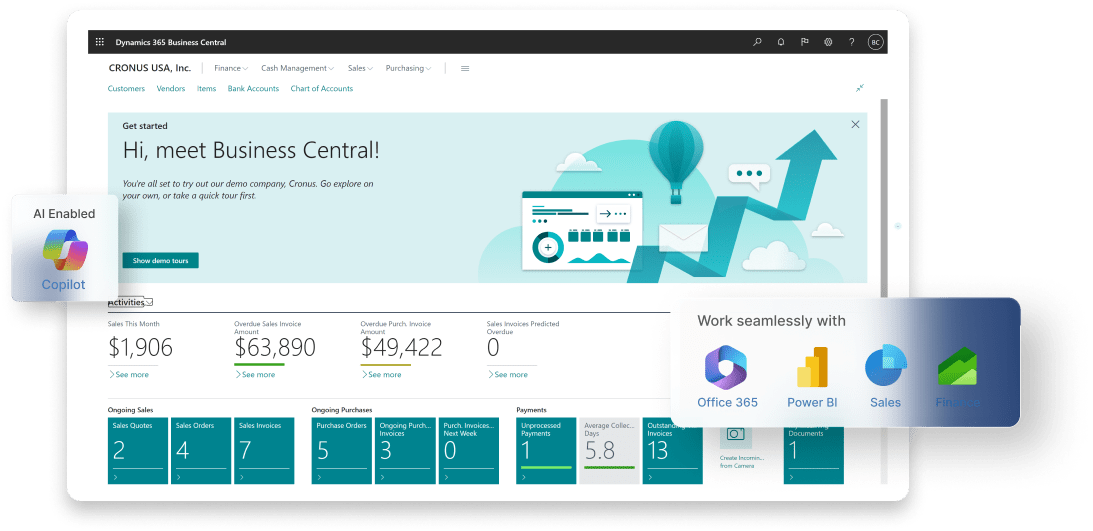 Dynamics 365 Business Central
?
BC
CRONUS USA, Inc.
Finance
Cash Management
Sales
Purchasing
Customers
Vendors
Items
Bank Accounts
Chart of Accounts
Get started
Hi, meet Business Central!
You're all set to try out our demo company, Cronus. Go explore on
your own, or take a quick tour first.
Show demo tours
AI Enabled
Copilot
Activities
Sales This Month
$1,906
See more
Overdue Sales Invoice
Amount
$63,890
See more
Overdue Purch. Invoice
Amount
$49,422
See more
Sales Invoices Predicted
Overdue
0
See more
Work seamlessly with
Office 365
Power BI
Sales
Ongoing Sales
Sales Quotes
2
Sales Orders
4
Sales Invoices
7
Ongoing Purchases
Purchase Orders
5
Ongoing Purch...
Invoices
3
Purch. Invoices...
Next Week
0
Payments
Unprocessed
Payments
1
Average Collec...
Days
5.8
Outstanding
Invoices
13
Create Incomin...
from Camera
Documents
1